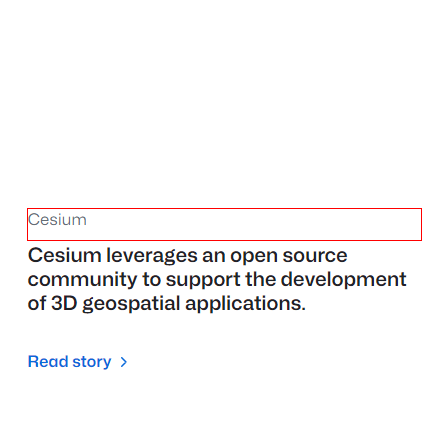 Cesium
Cesium leverages an open source
community to support the development
of 3D geospatial applications.
Read story